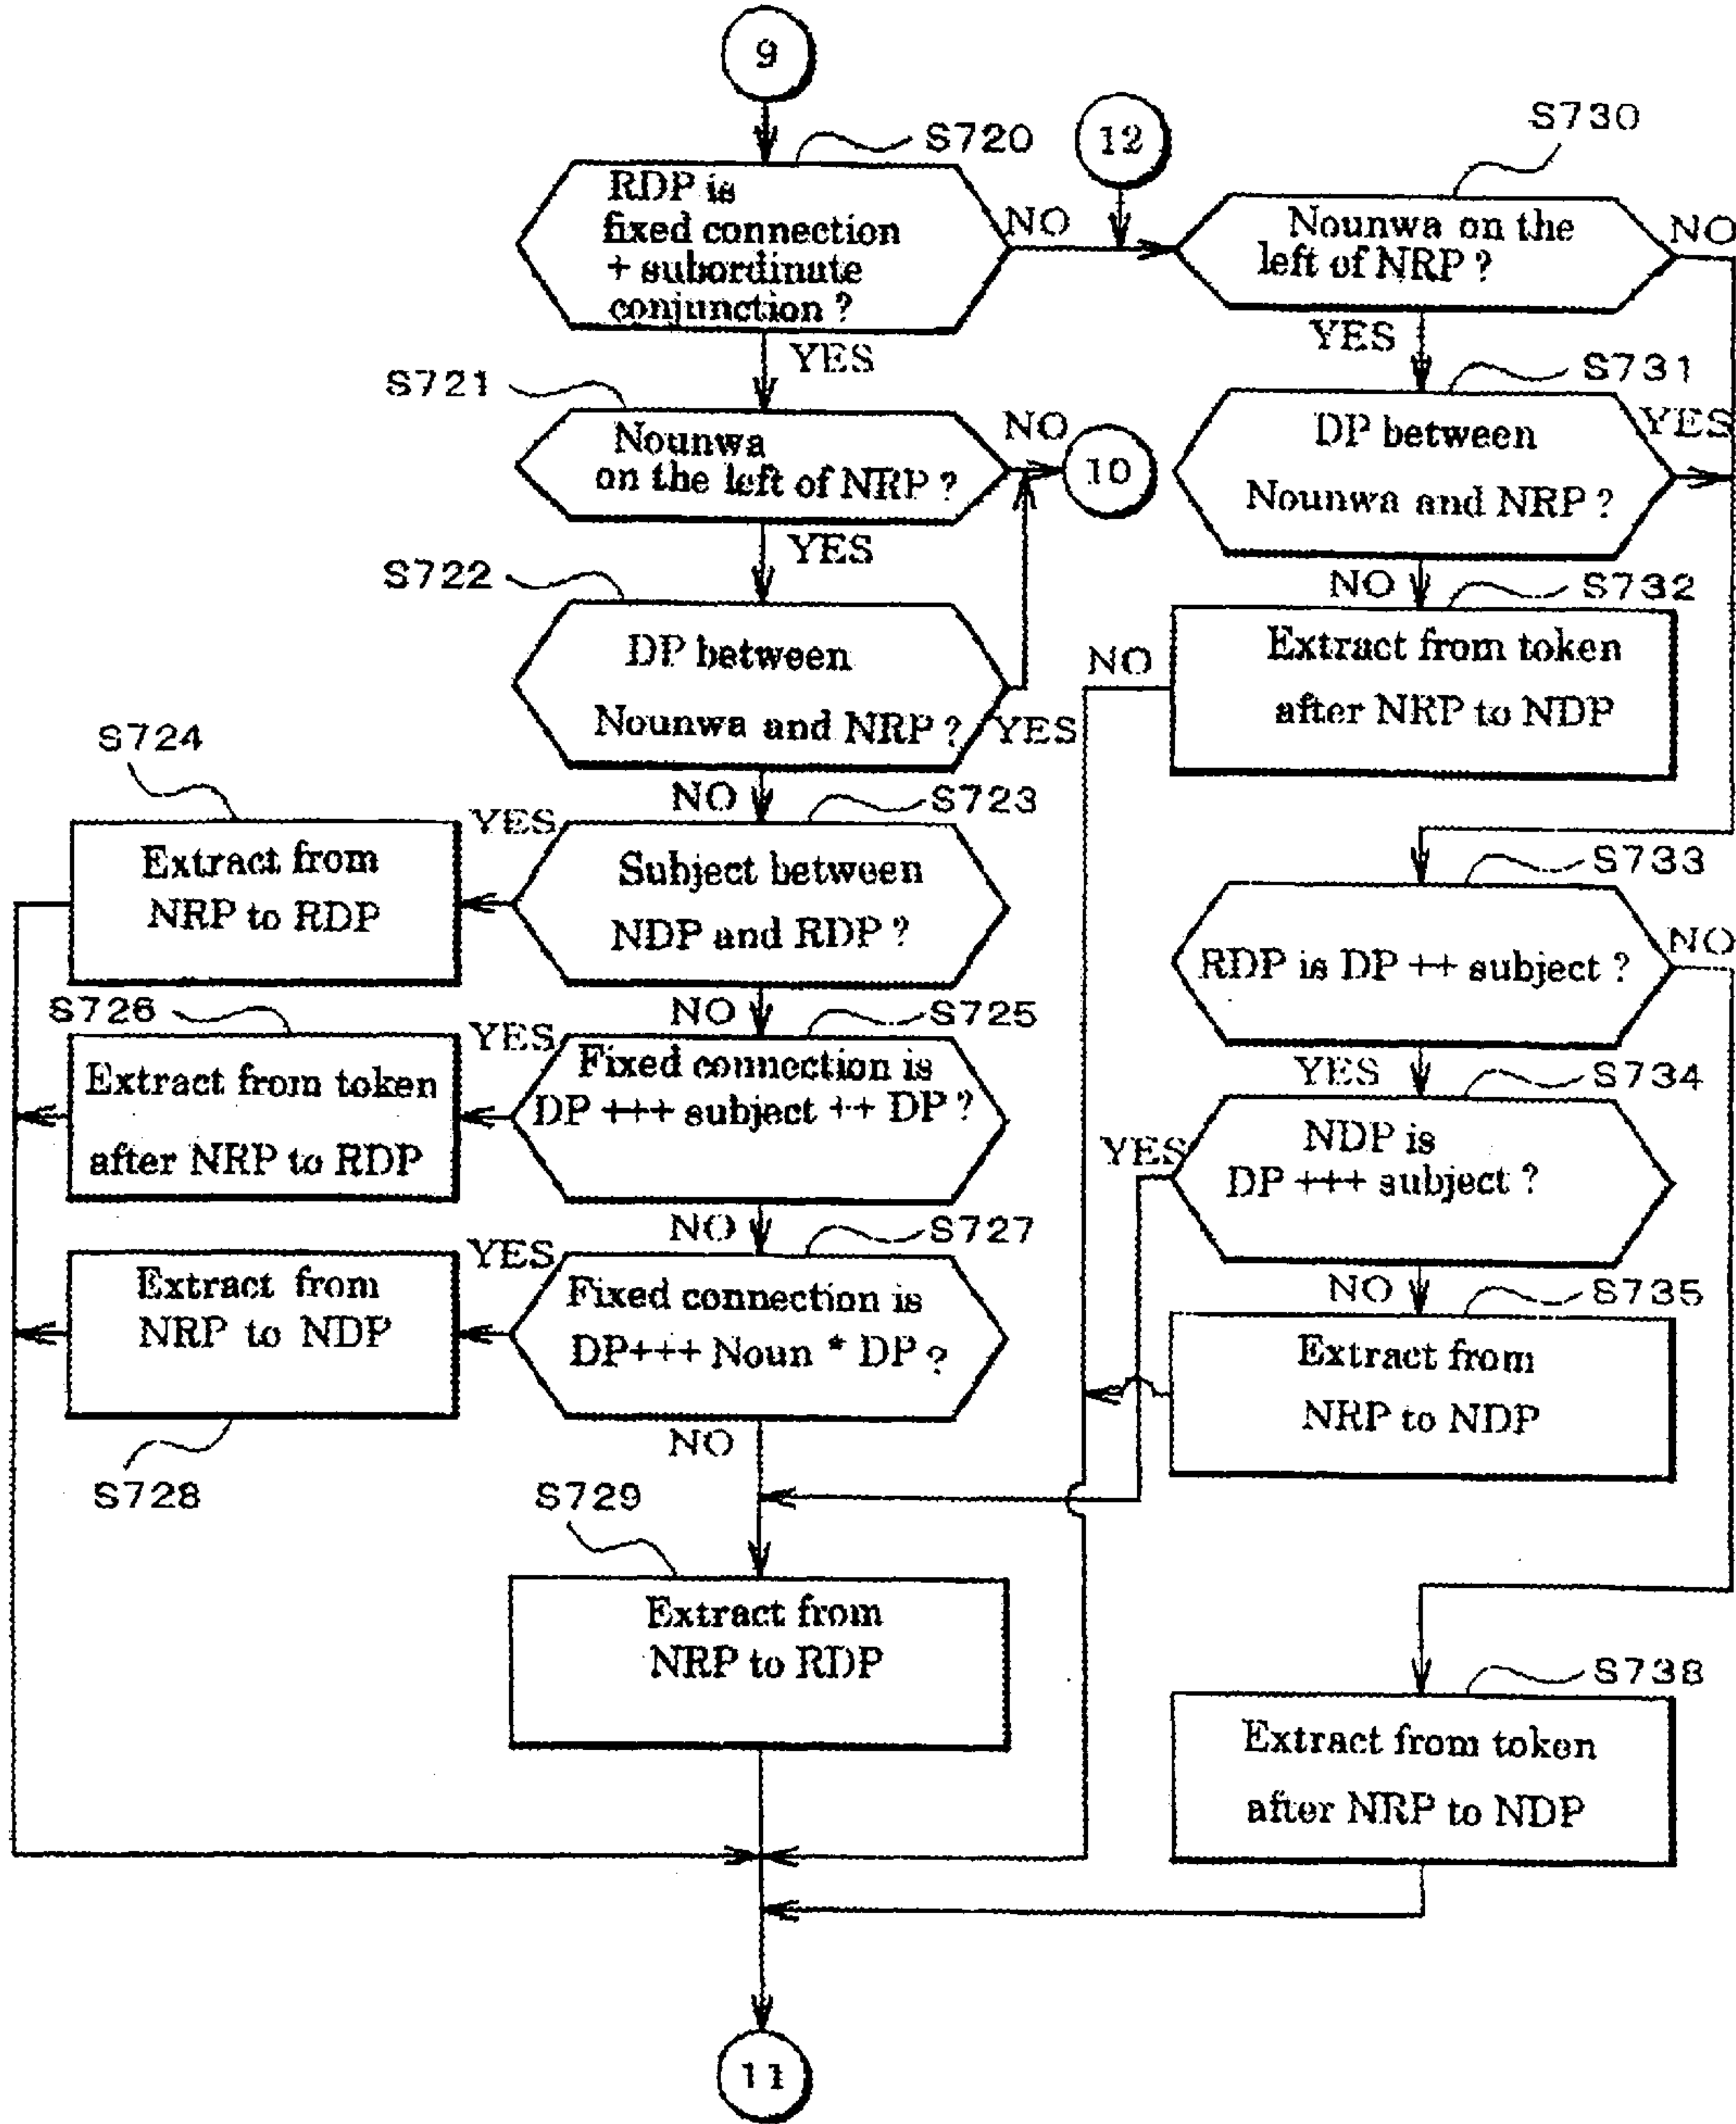 9
S720
12
S730
RDP is
fixed connection
+ subordinate
conjunction ?
NO
Nounwa on the
left of NRP ?
NO
YES
YES
S721
S731
Nounwa
on the left of NRP ?
NO
10
DP between
Nounwa and NRP ?
YES
YES
S722
NO
S732
DP between
Nounwa and NRP ?
YES
NO
Extract from token
after NRP to NDP
S724
NO
S723
YES
Extract from
NRP to RDP
Subject between
NDP and RDP ?
S733
RDP is DP ++ subject ?
NO
S726
NO
S725
YES
Extract from token
after NRP to RDP
Fixed connection is
DP +++ subject ++ DP ?
YES
S734
YES
NDP is
DP +++ subject ?
NO
S727
YES
Extract from
NRP to NDP
Fixed connection is
DP+++ Noun * DP ?
NO
S735
Extract from
NRP to NDP
S728
NO
S729
Extract from
NRP to RDP
S738
Extract from token
after NRP to NDP
11